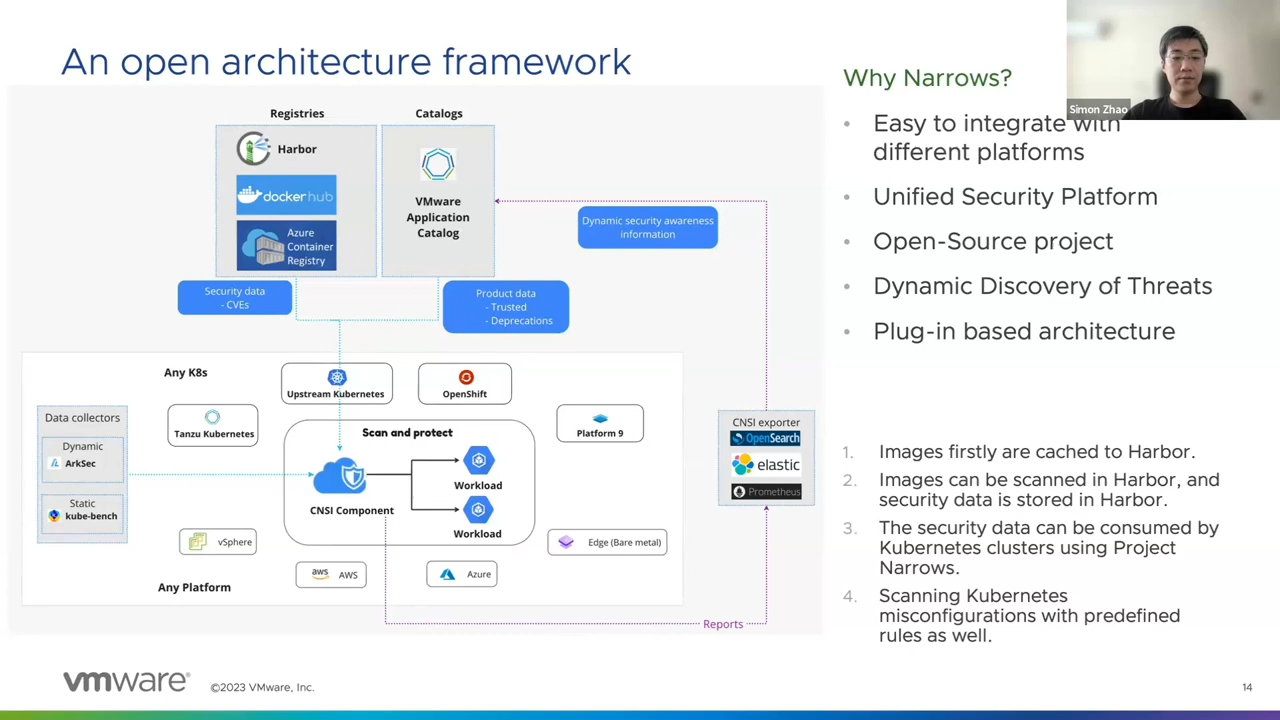 An open architecture framework
Simon Zhao
Why Narrows?
• Easy to integrate with
different platforms
• Unified Security Platform
• Open-Source project
• Dynamic Discovery of Threats
• Plug-in based architecture
1. Images firstly are cached to Harbor.
2. Images can be scanned in Harbor, and
security data is stored in Harbor.
3. The security data can be consumed by
Kubernetes clusters using Project
Narrows.
4. Scanning Kubernetes
misconfigurations with predefined
rules as well.
Registries
Harbor
dockerhub
Azure
Container
Registry
Catalogs
VMware
Application
Catalog
Dynamic security awareness
information
Security data
- CVEs
Product data
- Trusted
- Deprecations
Any K8s
Upstream Kubernetes
OpenShift
Tanzu Kubernetes
Platform 9
Data collectors
Dynamic
ArkSec
Static
kube-bench
Scan and protect
CNSI Component
Workload
Workload
vSphere
Edge (Bare metal)
aws AWS
Azure
Any Platform
CNSI exporter
OpenSearch
elastic
Prometheus
Reports
vmware®
©2023 VMware, Inc.
14